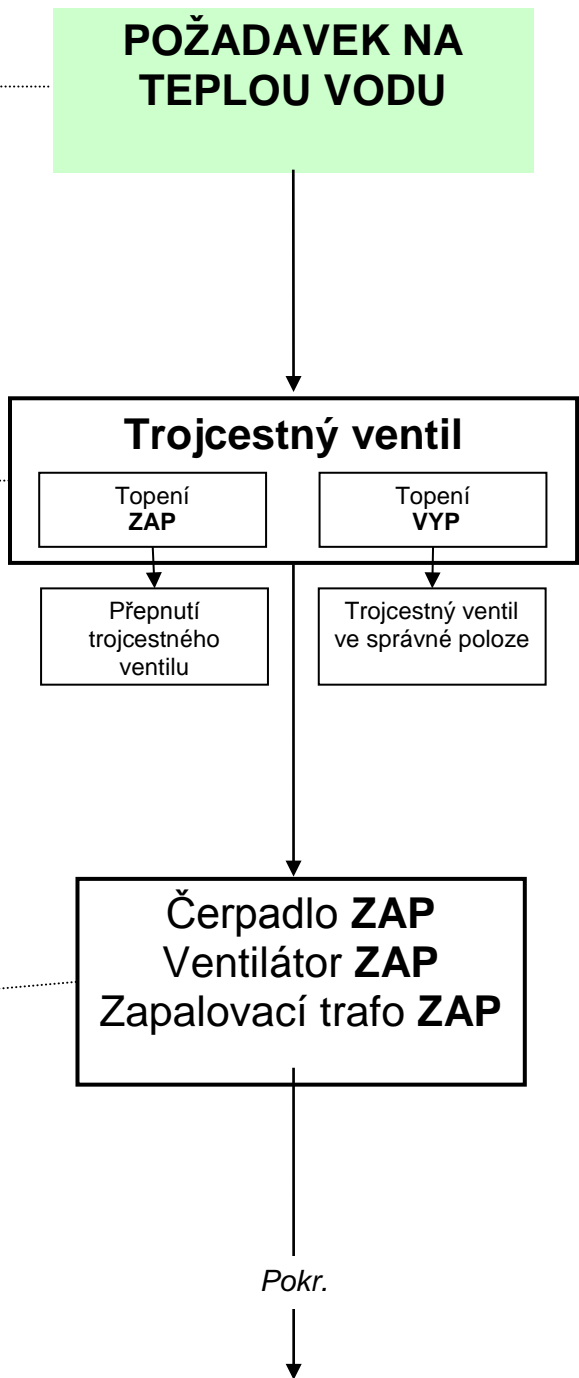 POŽADAVEK NA
TEPLOU VODU
Trojcestný ventil
Topení
ZAP
Topení
VYP
Přepnutí
trojcestného
ventilu
Trojcestný ventil
ve správné poloze
Čerpadlo ZAP
Ventilátor ZAP
Zapalovací trafo ZAP
Pokr.